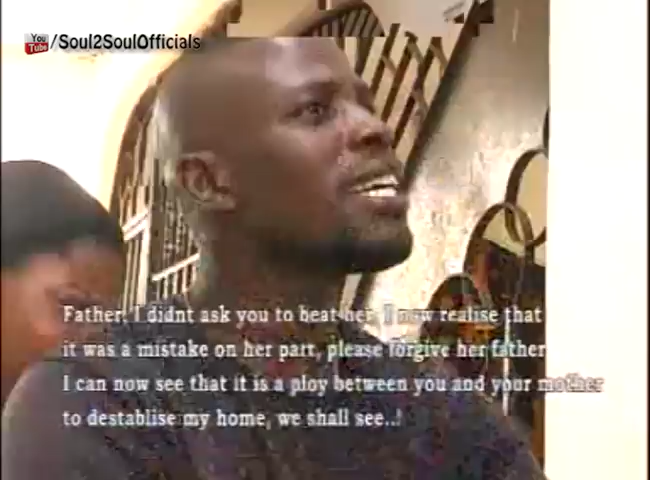 You Tube /Soul2SoulOfficials
Father, I didnt ask you to beat her, I now realise that
it was a mistake on her part, please forgive her father
I can now see that it is a ploy between you and your mother
to destablise my home, we shall see..!